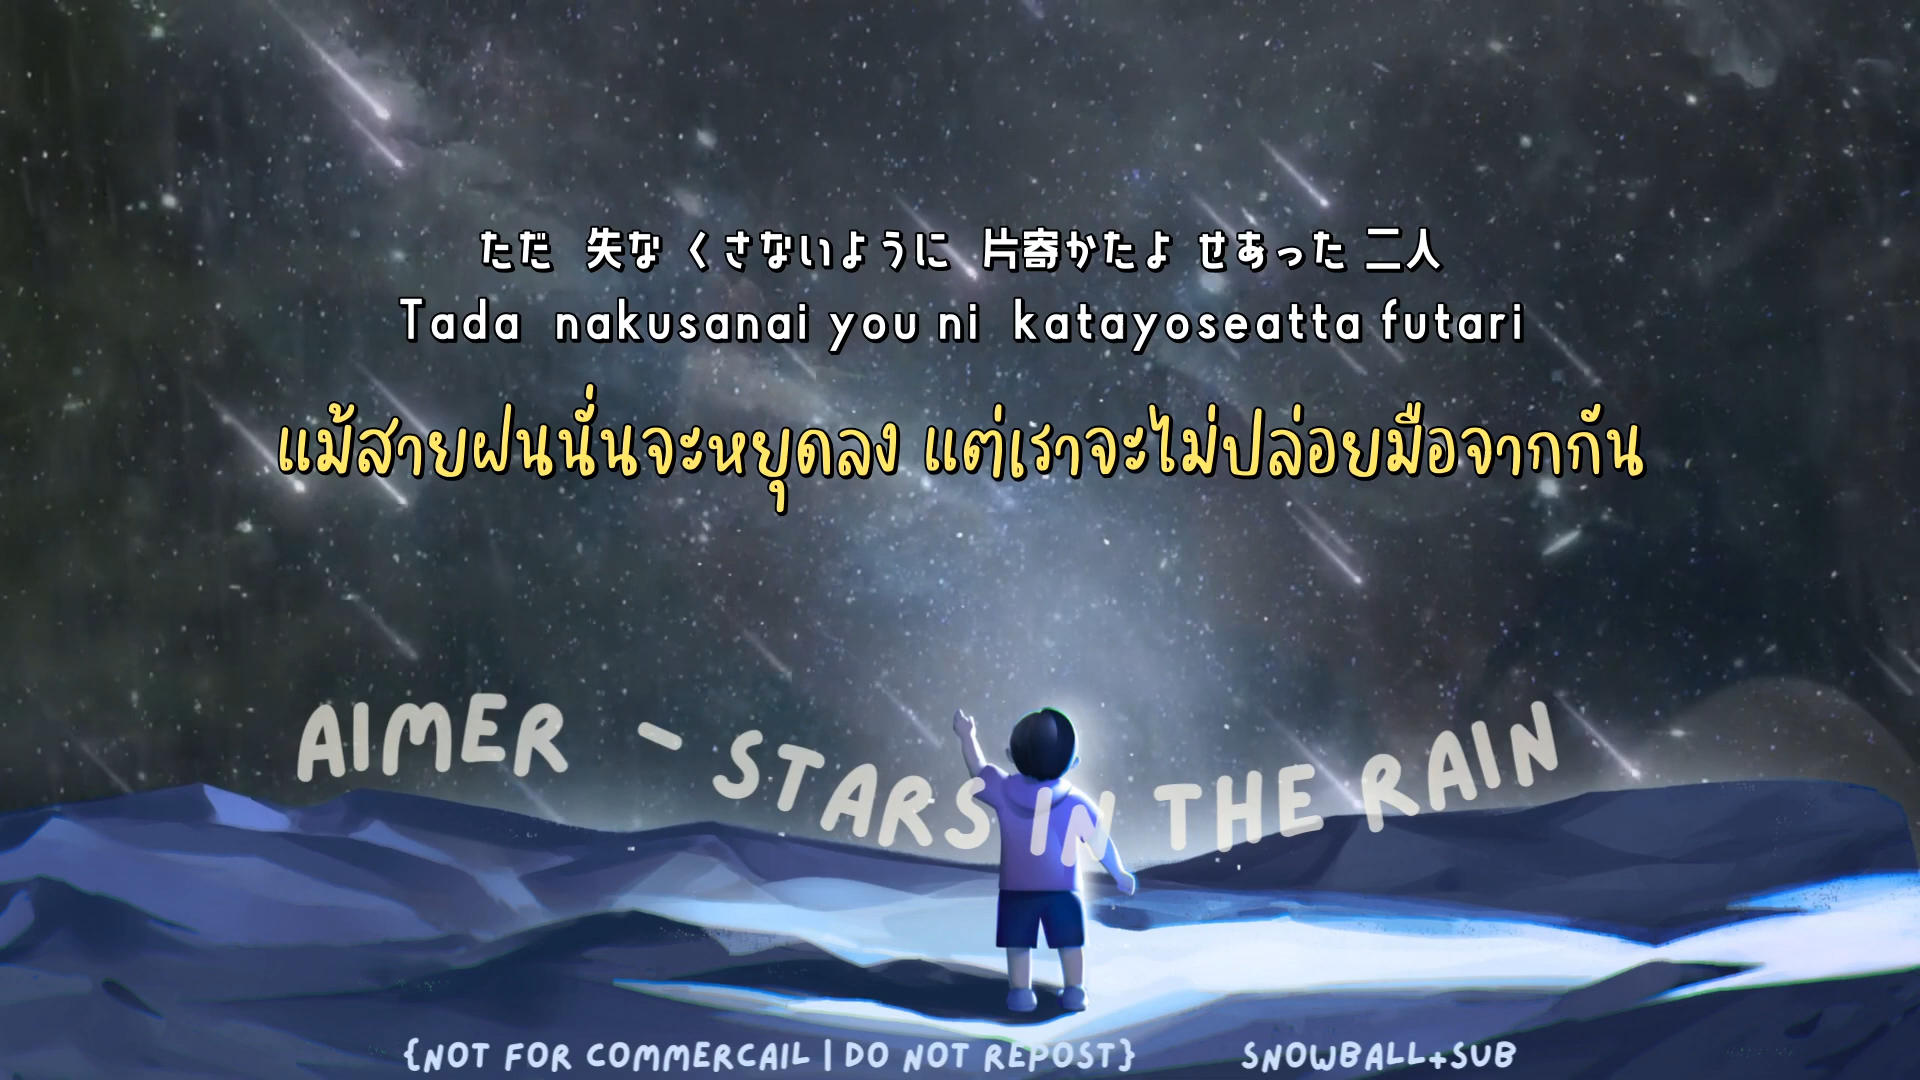 ただ 失な くさないように 片寄かたよ せあった 二人
Tada nakusanai you ni katayoseatta futari
แม้สายฝนนั่นจะหยุดลง แต่เราจะไม่ปล่อยมือจากกัน
AIMER - STARS IN THE RAIN
{NOT FOR COMMERCAIL | DO NOT REPOST} SNOWBALL+SUB